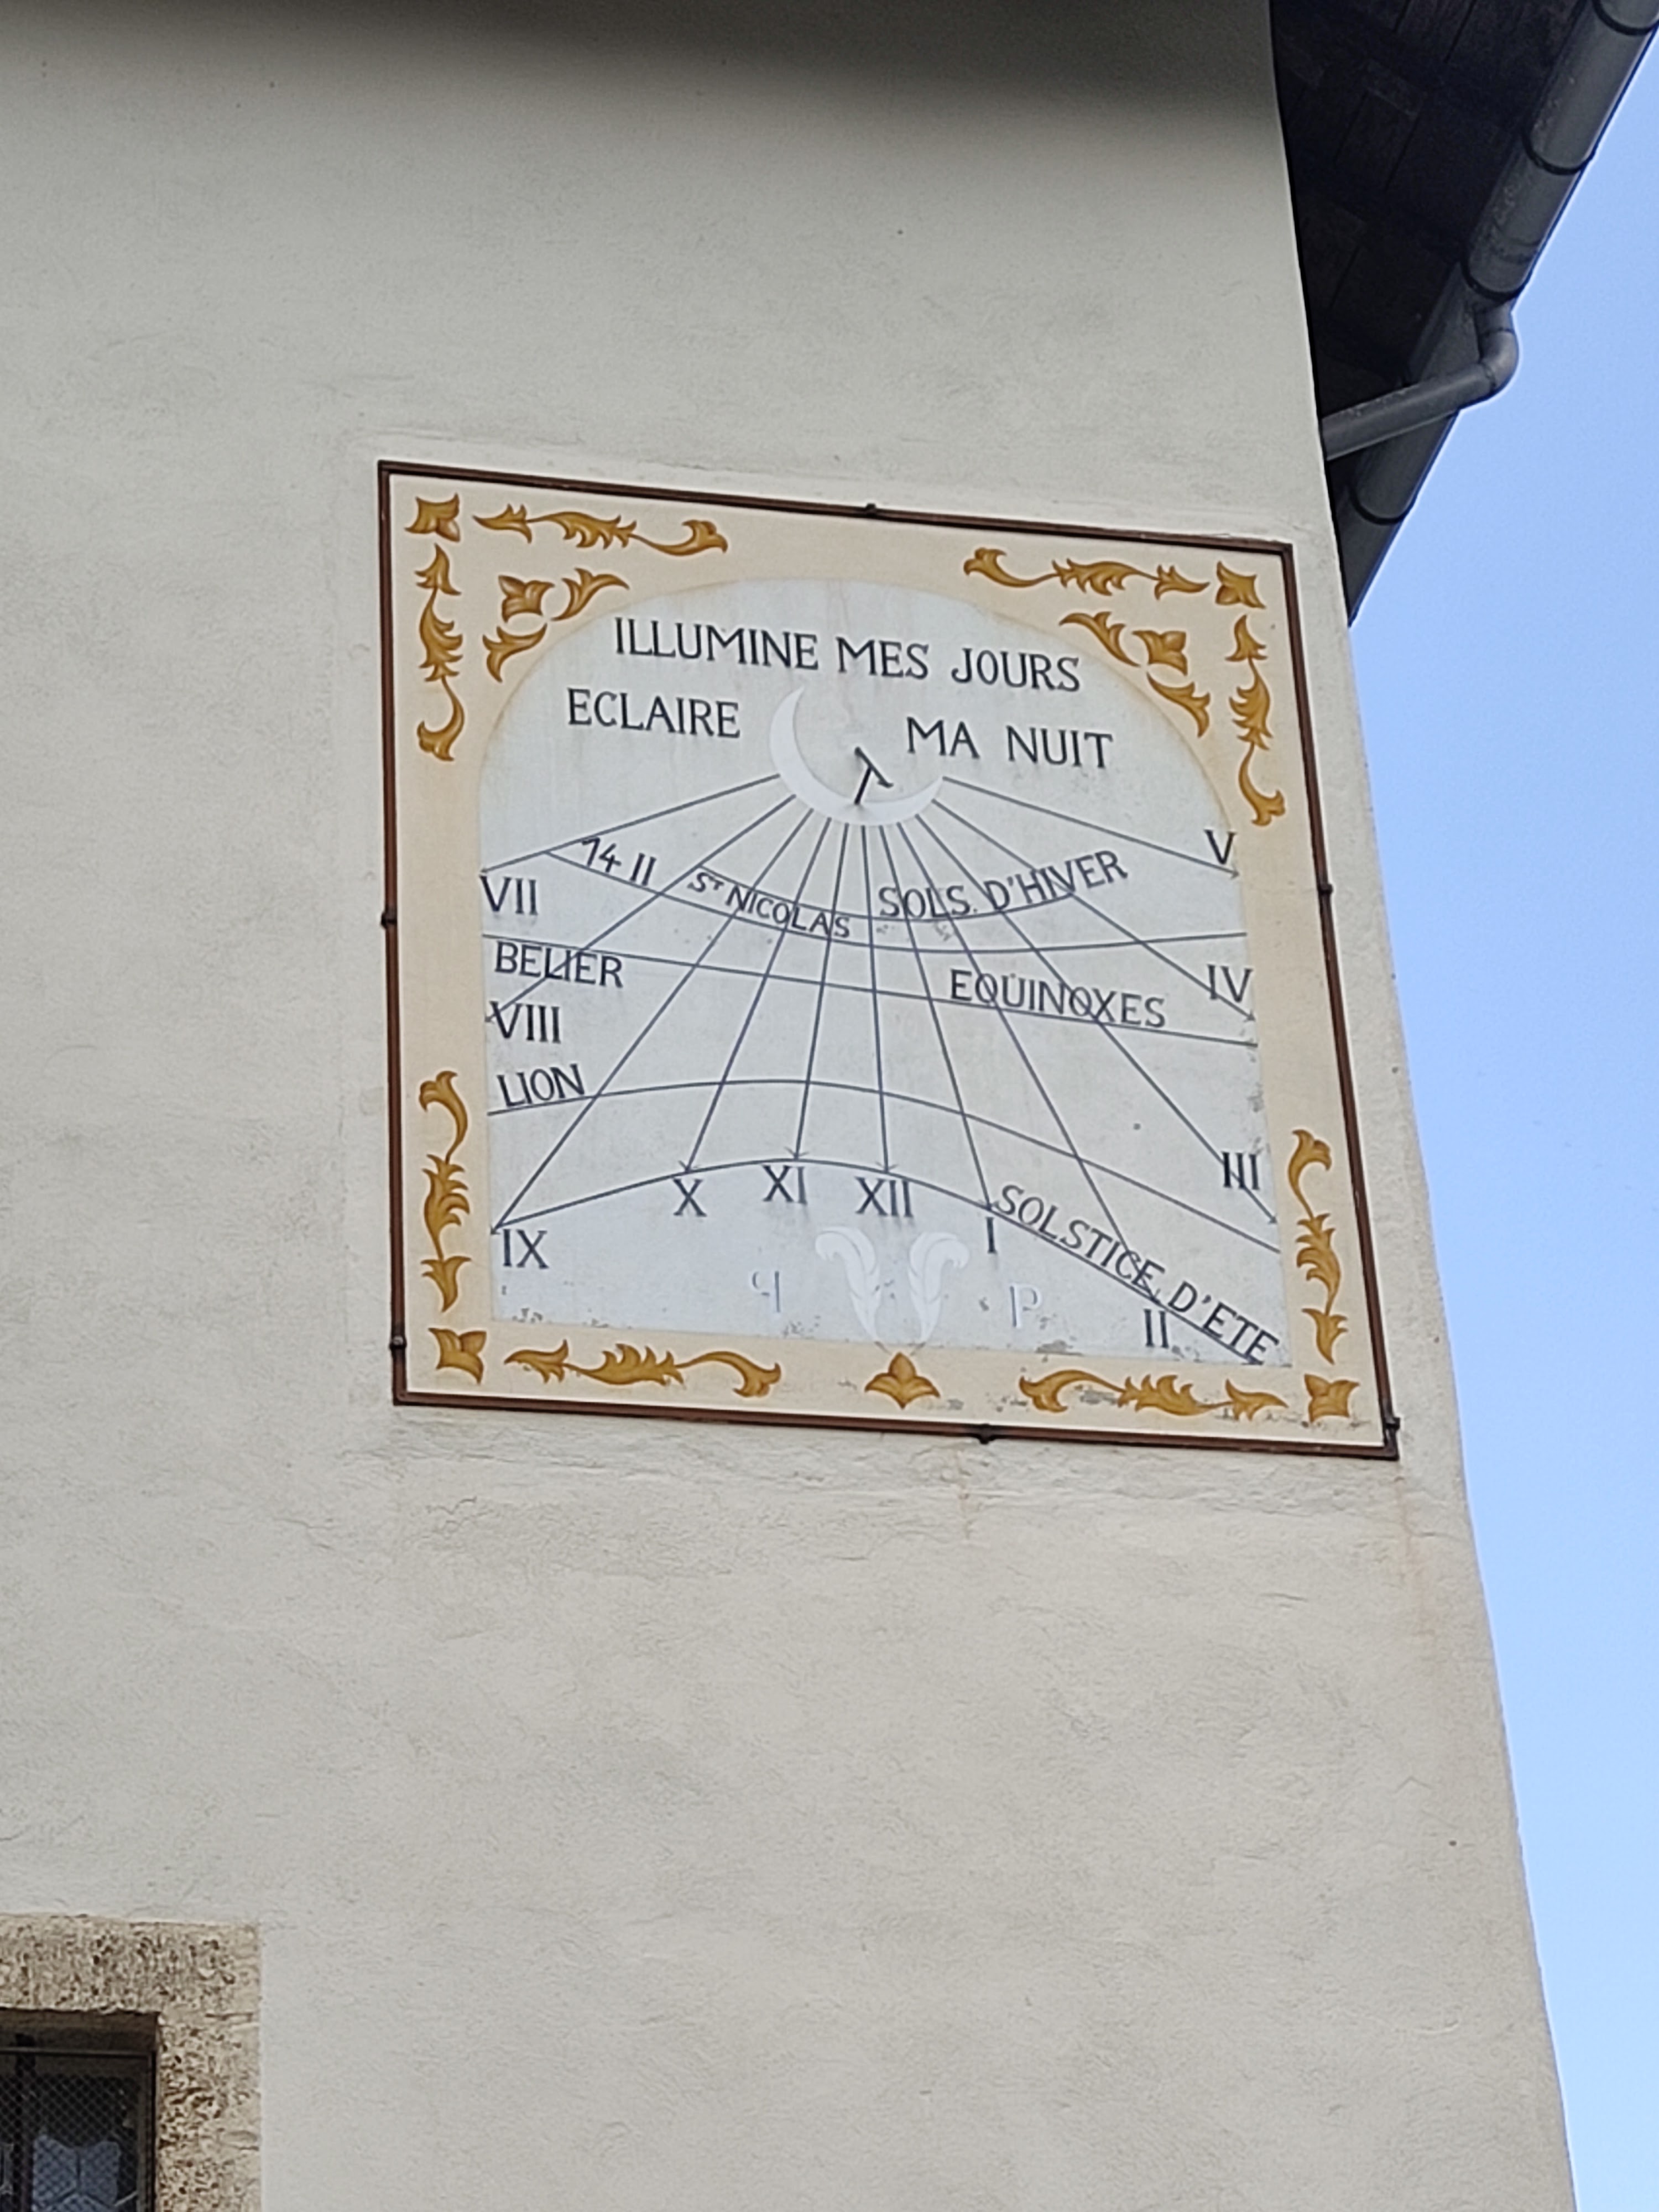 ILLUMINE MES JOURS
ECLAIRE MA NUIT
V
14 II
ST NICOLAS
SOLS. D'HIVER
VII
BELIER
EQUINOXES
IV
VIII
LION
III
X
XI
XII
I
SOLSTICE D'ETE
IX
II
P